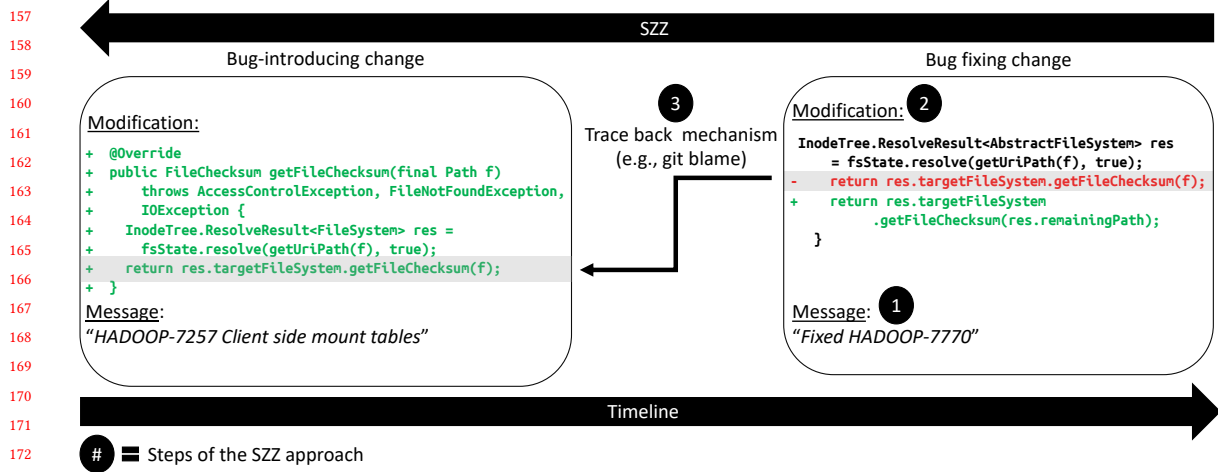 157
158
159
160
161
162
163
164
165
166
167
168
169
170
171
172
SZZ
Bug-introducing change
Modification:
+  @Override
+  public FileChecksum getFileChecksum(final Path f)
+      throws AccessControlException, FileNotFoundException,
+      IOException {
+    InodeTree.ResolveResult<FileSystem> res =
+      fsState.resolve(getUriPath(f), true);
+    return res.targetFileSystem.getFileChecksum(f);
+  }
Message:
“HADOOP-7257 Client side mount tables”
3
Trace back mechanism
(e.g., git blame)
Bug fixing change
Modification: 2
InodeTree.ResolveResult<AbstractFileSystem> res
    = fsState.resolve(getUriPath(f), true);
-    return res.targetFileSystem.getFileChecksum(f);
+    return res.targetFileSystem
          .getFileChecksum(res.remainingPath);
  }
Message: 1
“Fixed HADOOP-7770”
Timeline
# = Steps of the SZZ approach